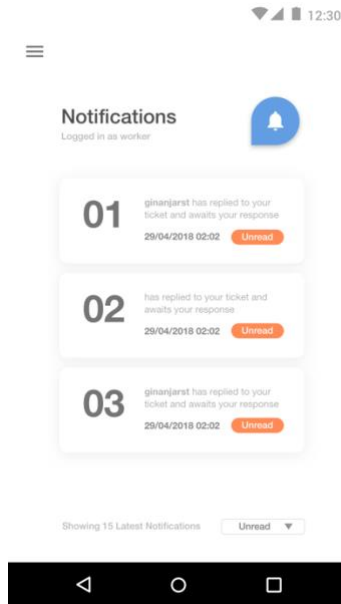 12:30
Notifications
Logged in as worker
01
ginanjarst has replied to your
ticket and awaits your response
29/04/2018 02:02 Unread
02
has replied to your ticket and
awaits your response
29/04/2018 02:02 Unread
03
ginanjarst has replied to your
ticket and awaits your response
29/04/2018 02:02 Unread
Showing 15 Latest Notifications Unread